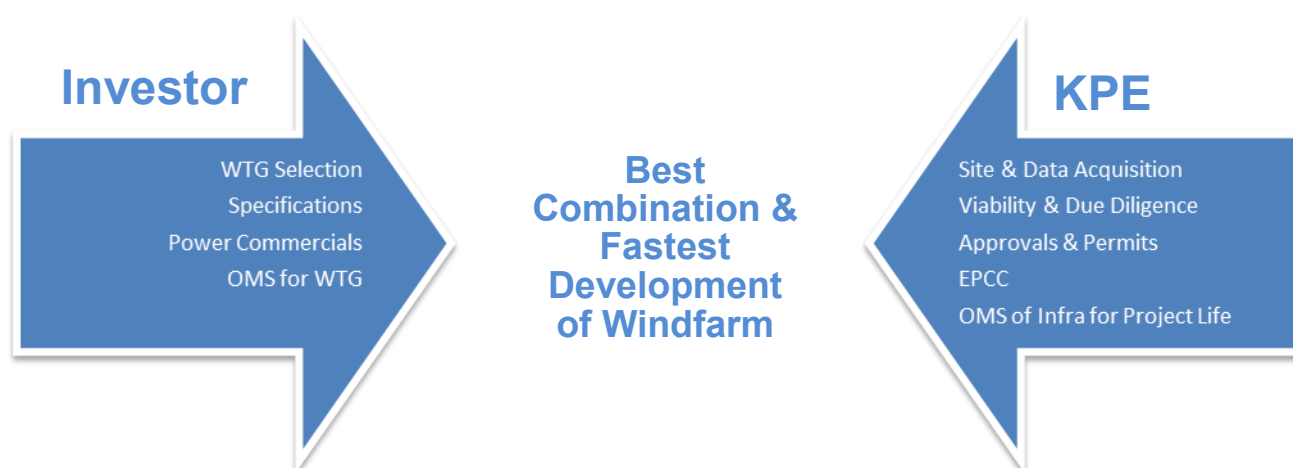 Investor
WTG Selection
Specifications
Power Commercials
OMS for WTG
Best
Combination &
Fastest
Development
of Windfarm
KPE
Site & Data Acquisition
Viability & Due Diligence
Approvals & Permits
EPCC
OMS of Infra for Project Life